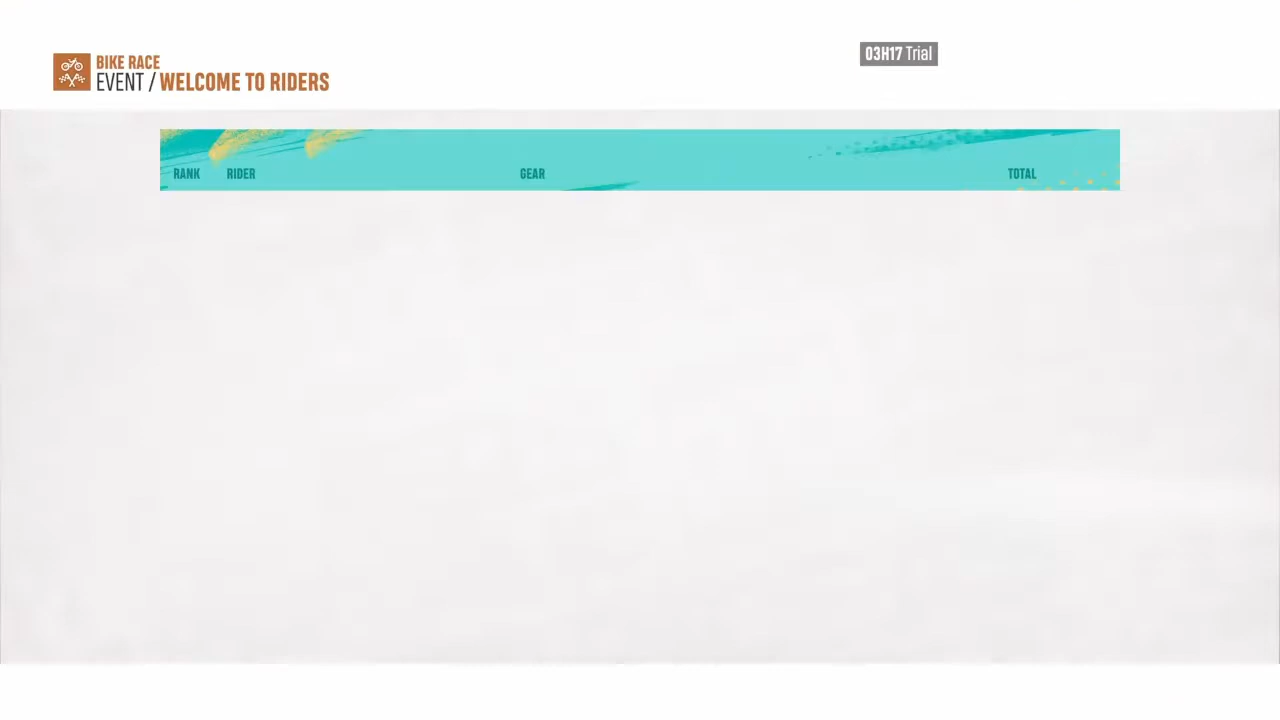 BIKE RACE
EVENT / WELCOME TO RIDERS
03H17 Trial
RANK RIDER GEAR TOTAL